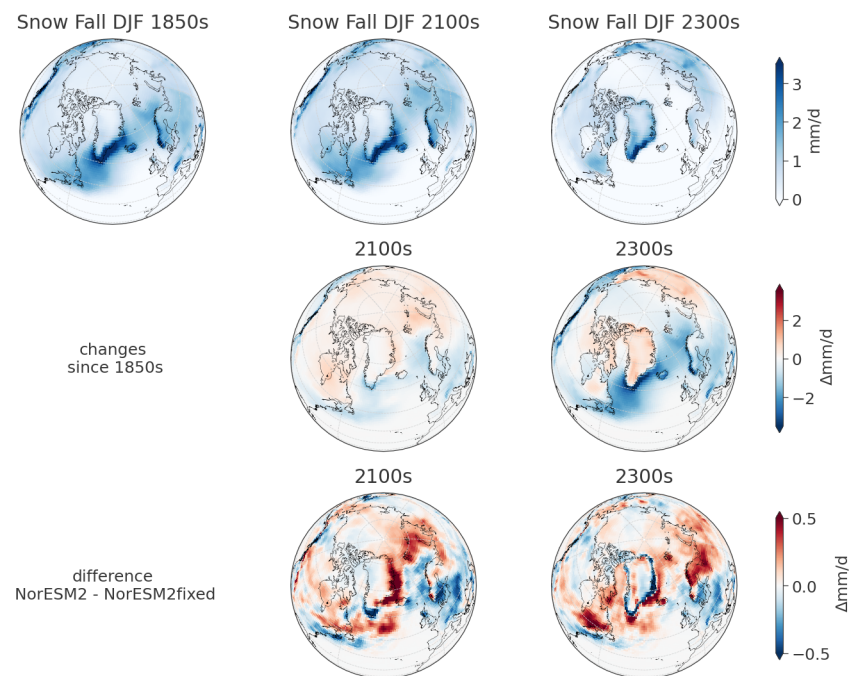 Snow Fall DJF 1850s
Snow Fall DJF 2100s
Snow Fall DJF 2300s
3
2
1
0
mm/d
2100s
2300s
changes
since 1850s
2
0
−2
Δmm/d
2100s
2300s
difference
NorESM2 - NorESM2fixed
0.5
0.0
−0.5
Δmm/d